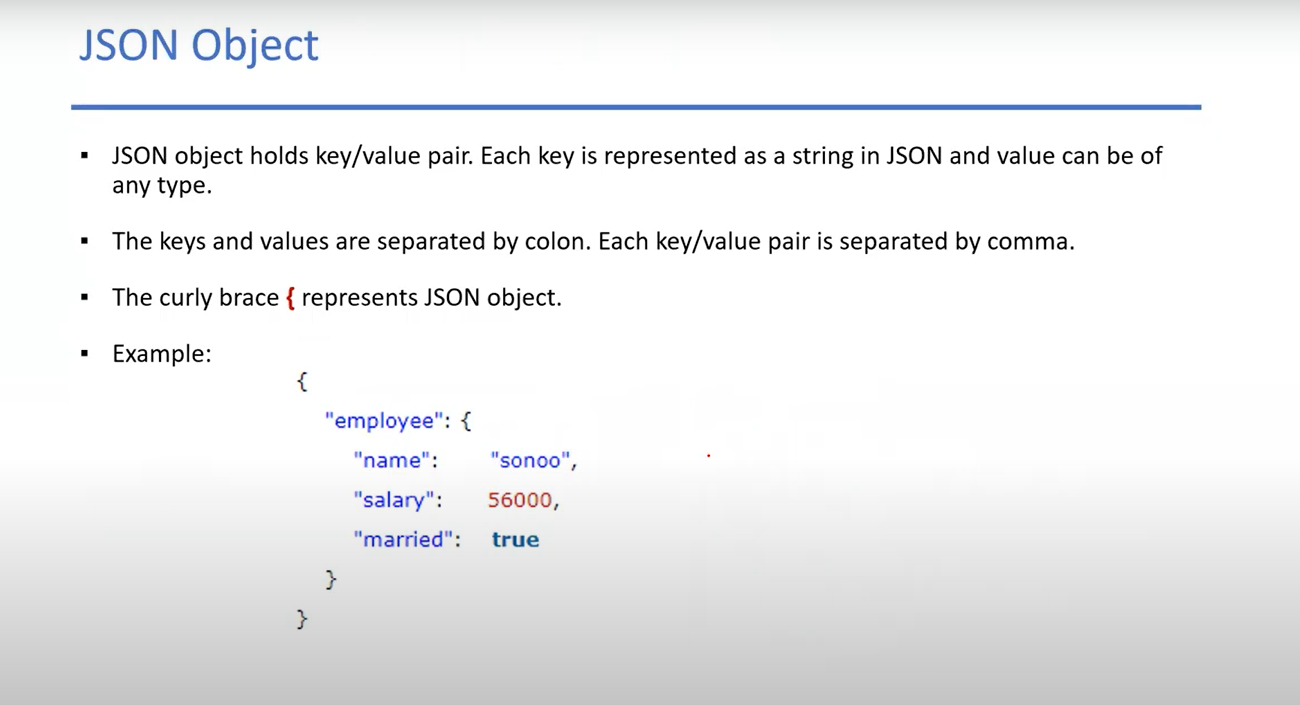 JSON Object
▪ JSON object holds key/value pair. Each key is represented as a string in JSON and value can be of
any type.
▪ The keys and values are separated by colon. Each key/value pair is separated by comma.
▪ The curly brace { represents JSON object.
▪ Example:
{
"employee": {
"name": "sonoo",
"salary": 56000,
"married": true
}
}